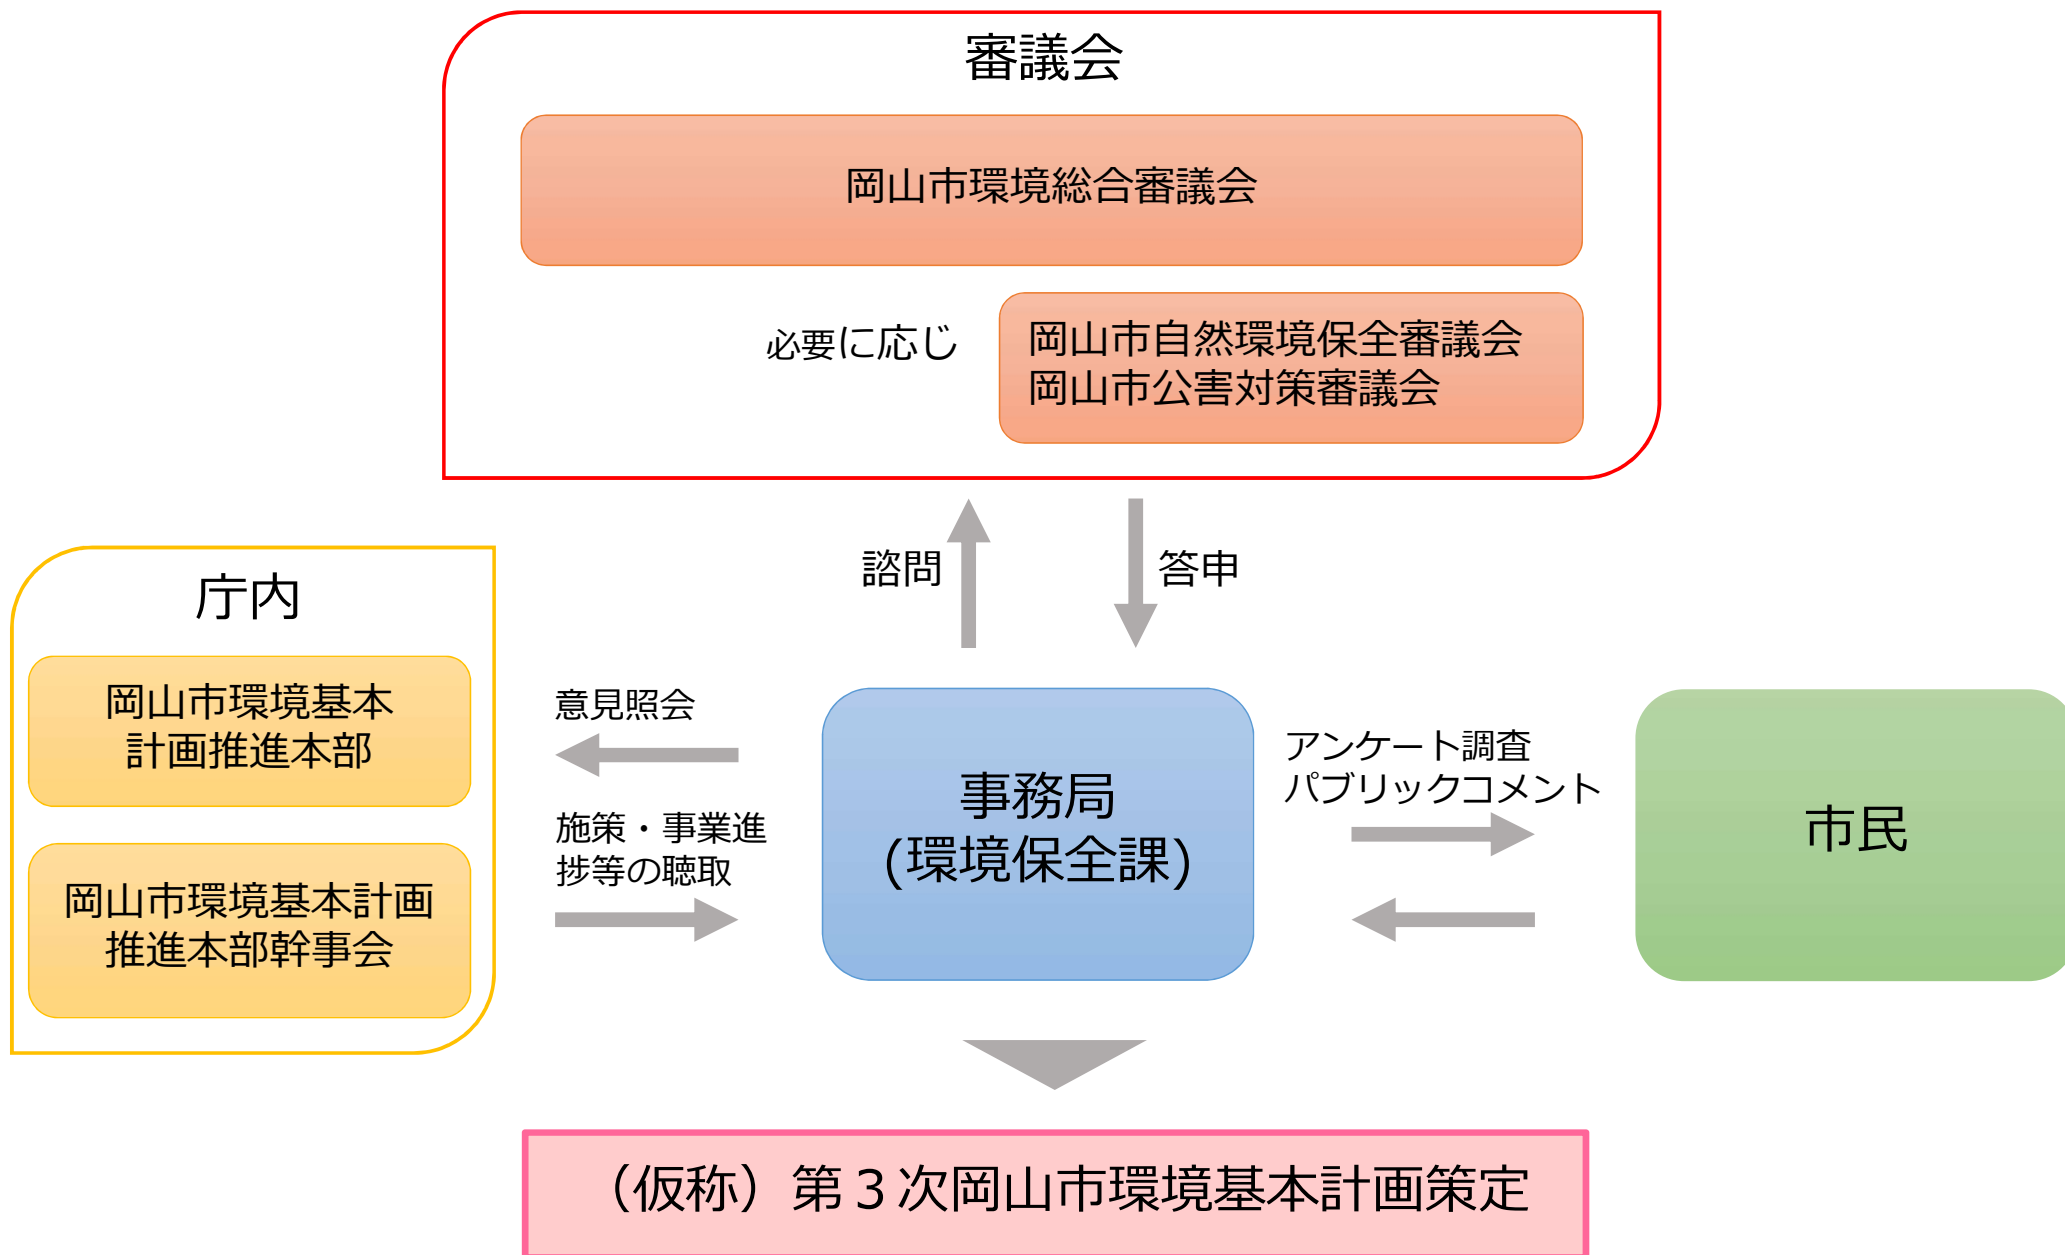 審議会
岡山市環境総合審議会
必要に応じ
岡山市自然環境保全審議会
岡山市公害対策審議会
諮問
答申
庁内
岡山市環境基本
計画推進本部
岡山市環境基本計画
推進本部幹事会
意見照会
施策・事業進
捗等の聴取
事務局
(環境保全課)
アンケート調査
パブリックコメント
市民
（仮称）第３次岡山市環境基本計画策定